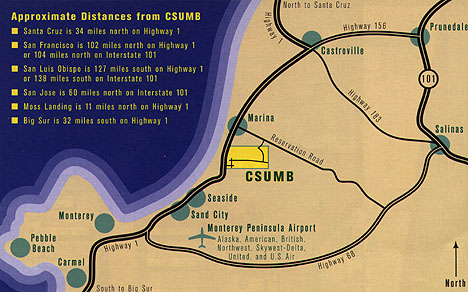 Approximate Distances from CSUMB
Santa Cruz is 34 miles north on Highway 1
San Francisco is 102 miles north on Highway 1
or 104 miles north on Interstate 101
San Luis Obispo is 127 miles south on Highway 1
or 138 miles south on Interstate 101
San Jose is 60 miles north on Interstate 101
Moss Landing is 11 miles north on Highway 1
Big Sur is 32 miles south on Highway 1
North to Santa Cruz
Highway 1
Highway 156
Prunedale
Castroville
101
Highway 183
Marina
Reservation Road
Salinas
CSUMB
Seaside
Sand City
Monterey
Monterey Peninsula Airport
Alaska, American, British,
Northwest, Skywest-Delta,
United, and U.S. Air
Pebble
Beach
Highway 1
Highway 68
Carmel
South to Big Sur
North